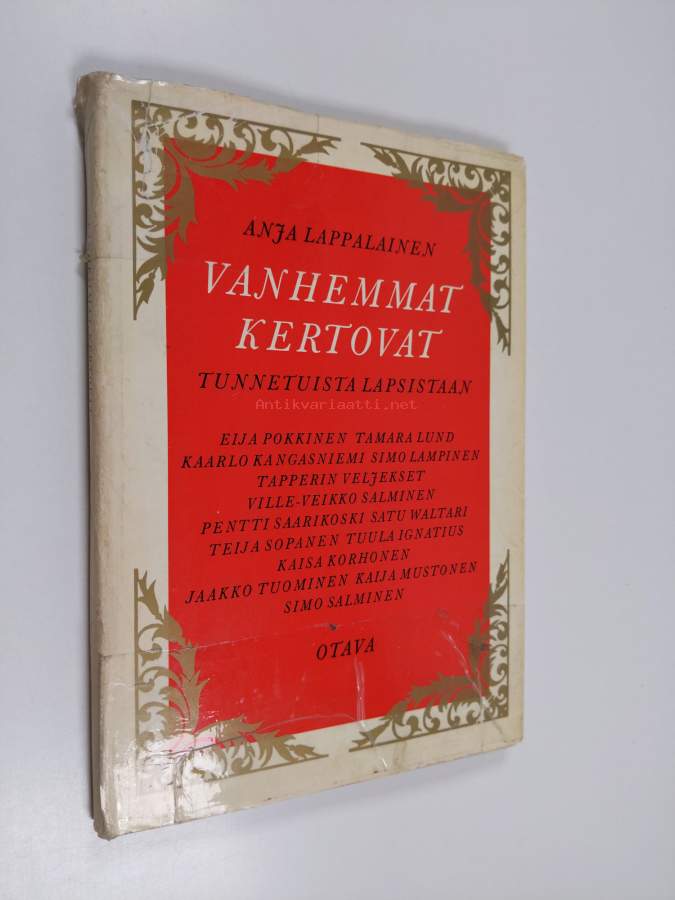 ANJA LAPPALAINEN
VANHEMMAT
KERTOVAT
TUNNETUISTA LAPSISTAAN
Antikvariaatti.net
EIJA POKKINEN TAMARA LUND
KAARLO KANGASNIEMI SIMO LAMPINEN
TAPPERIN VELJEKSET
VILLE-VEIKKO SALMINEN
PENTTI SAARIKOSKI SATU WALTARI
TEIJA SOPANEN TUULA IGNATIUS
KAISA KORHONEN
JAAKKO TUOMINEN KAIJA MUSTONEN
SIMO SALMINEN
OTAVA